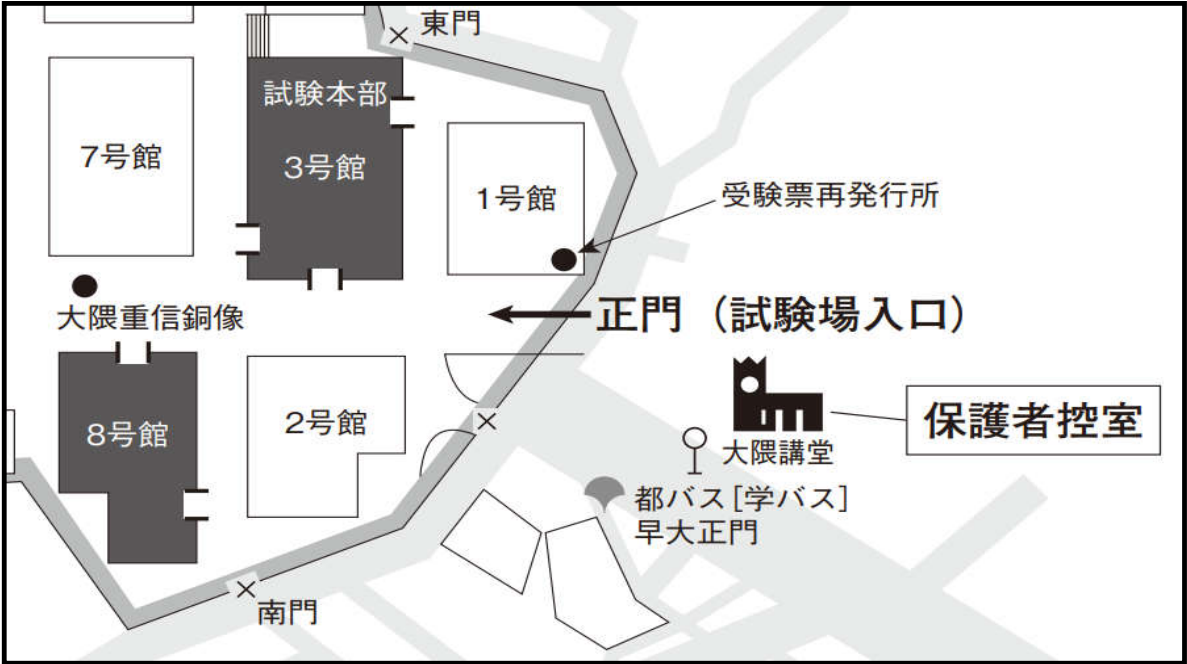 東門
試験本部
3号館
7号館
1号館
受験票再発行所
大隈重信銅像
正門（試験場入口）
8号館
2号館
保護者控室
大隈講堂
都バス[学バス]
早大正門
南門